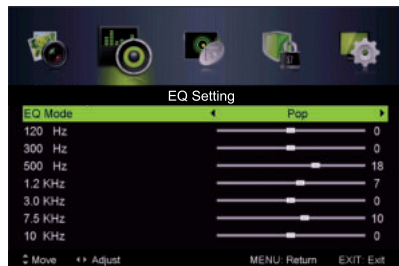 EQ Setting
EQ Mode Pop
120 Hz 0
300 Hz 0
500 Hz 18
1.2 KHz 7
3.0 KHz 0
7.5 KHz 10
10 KHz 0
Move Adjust MENU: Return EXIT: Exit